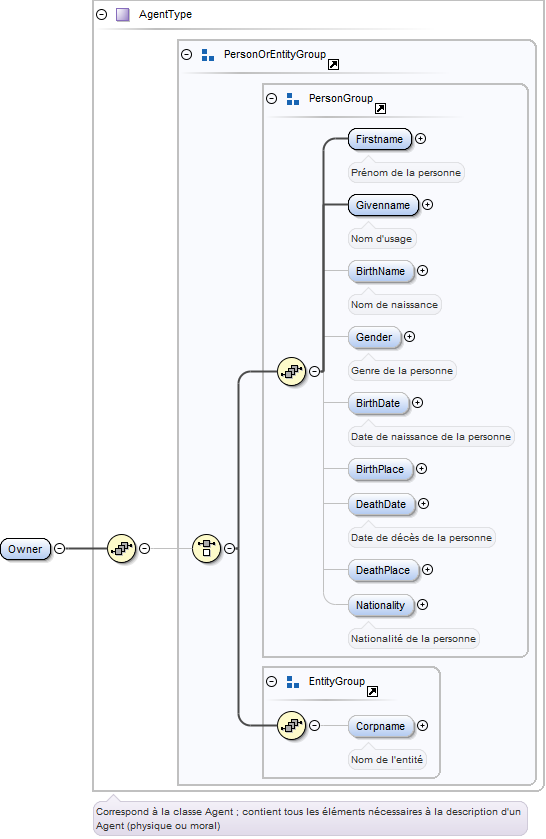 AgentType
PersonOrEntityGroup
PersonGroup
Firstname
Prénom de la personne
Givenname
Nom d'usage
BirthName
Nom de naissance
Gender
Genre de la personne
BirthDate
Date de naissance de la personne
BirthPlace
DeathDate
Date de décès de la personne
DeathPlace
Nationality
Nationalité de la personne
Owner
EntityGroup
Corpname
Nom de l'entité
Correspond à la classe Agent ; contient tous les éléments nécessaires à la description d'un
Agent (physique ou moral)